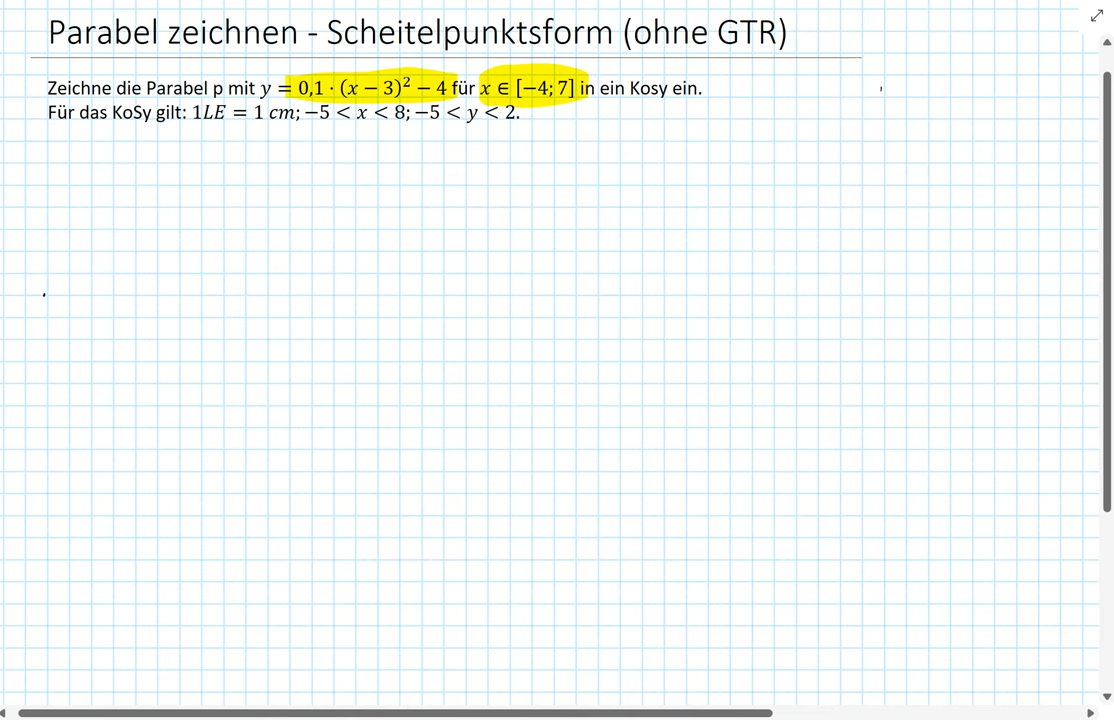 Parabel zeichnen - Scheitelpunktsform (ohne GTR)
Zeichne die Parabel p mit y = 0,1 · (x − 3)² − 4 für x ∈ [−4; 7] in ein Kosy ein.
Für das KoSy gilt: 1LE = 1 cm; −5 < x < 8; −5 < y < 2.